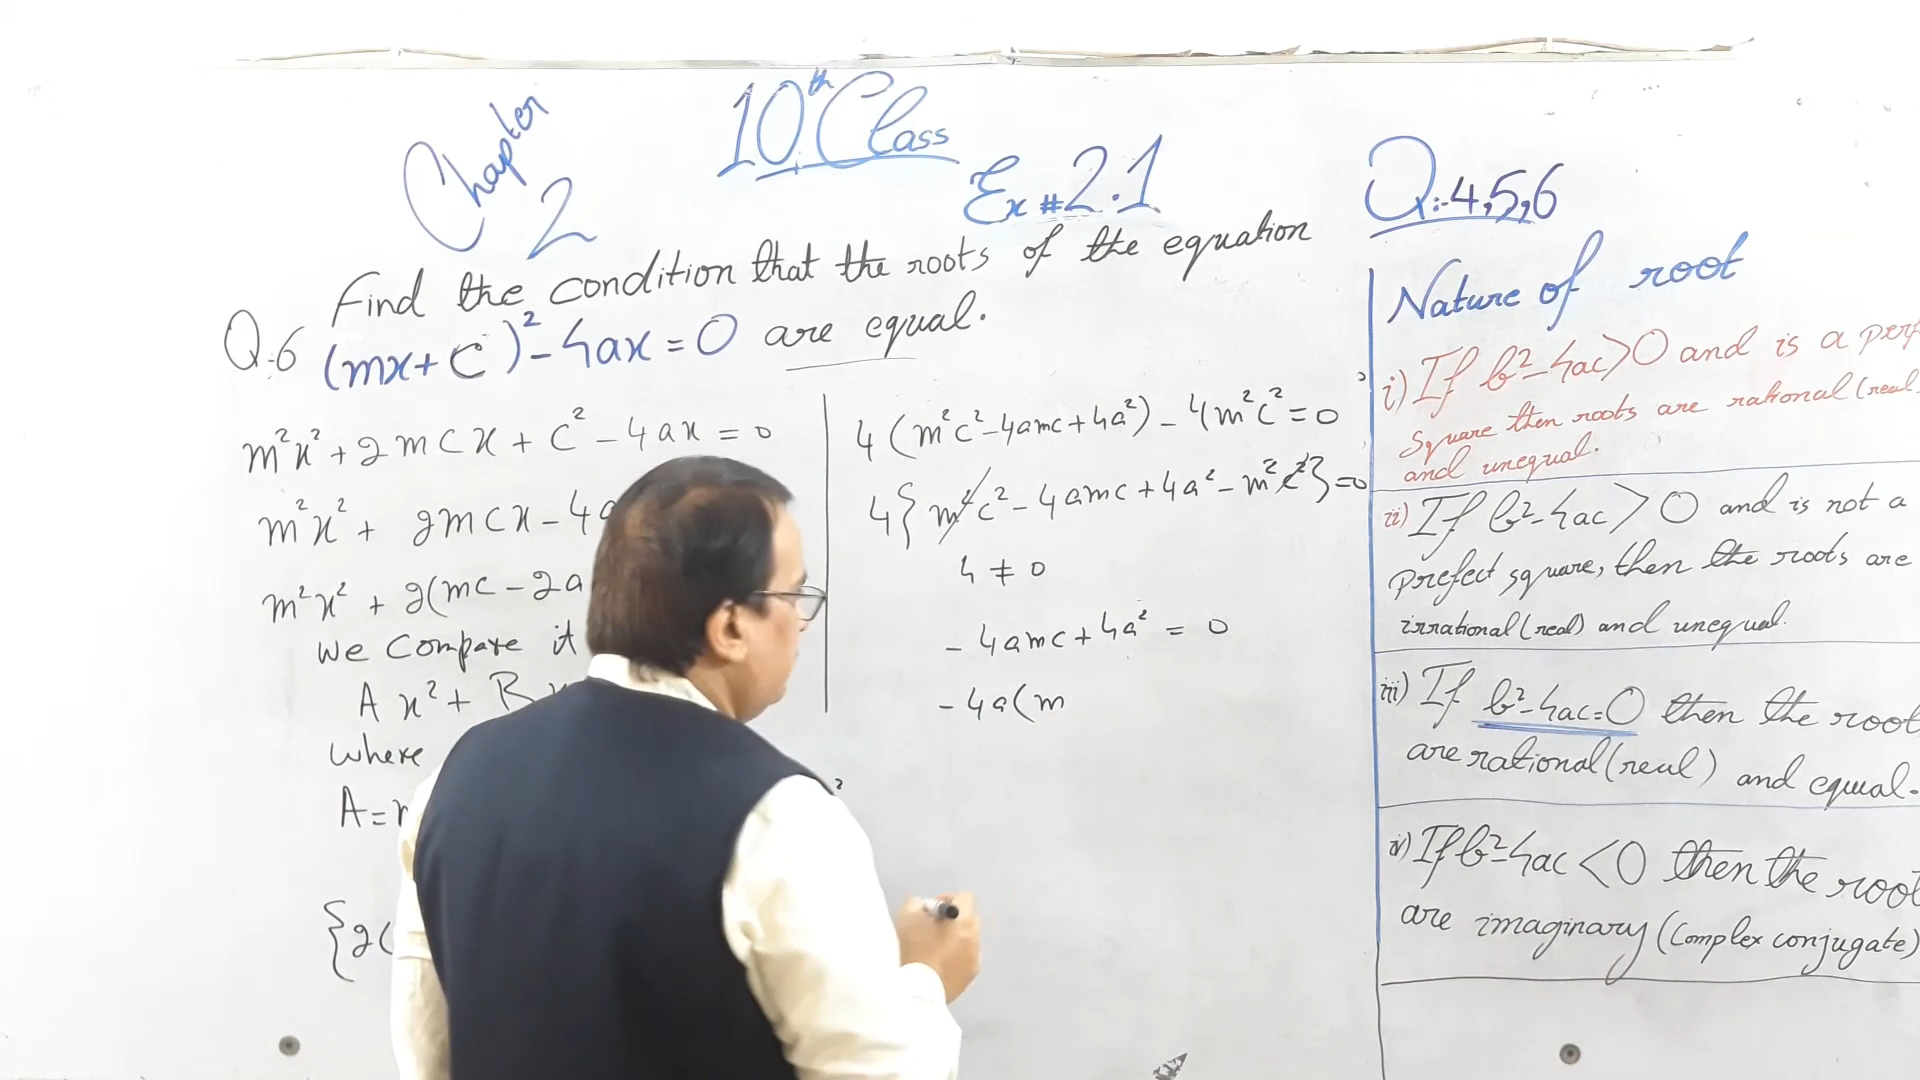 Chapter 2
10th Class
Ex # 2.1
Q:-4,5,6
Find the condition that the roots of the equation
Q.6 (mx+c)²-4ax=0 are equal.
m²x²+2mcx+c²-4ax=0
m²x²+ 2mcx-4a
m²x²+2(mc-2a
We compare it
Ax²+B
where
A=
{2(
²
4(m²c²-4amc+4a²)-4m²c²=0
4{m²c²-4amc+4a²-m²c²}=0
4≠0
-4amc+4a²=0
-4a(m
Nature of root
i) If b²-4ac>0 and is a perf
square then roots are rational (real
and unequal.
ii) If b²-4ac>0 and is not a
prefect square, then the roots are
irrational (real) and unequal.
iii) If b²-4ac=0 then the root
are rational (real) and equal.
iv) If b²-4ac<0 then the root
are imaginary (complex conjugate)